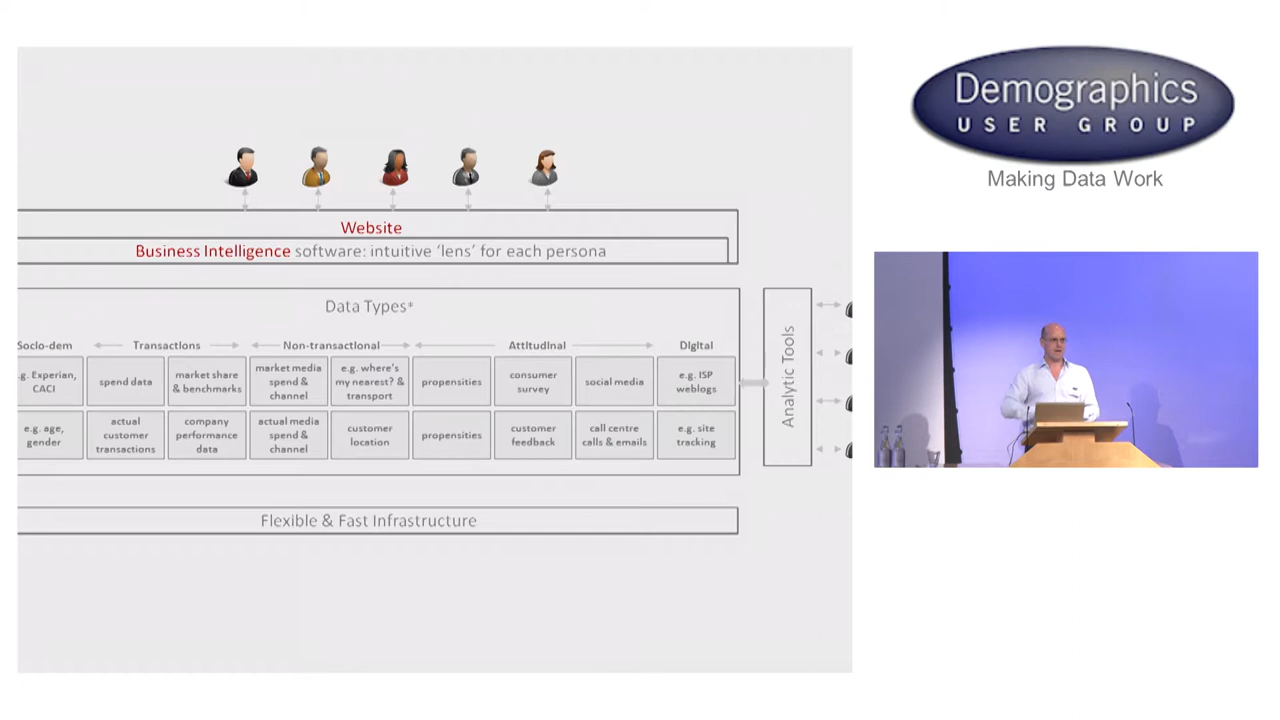 Demographics
USER GROUP
Making Data Work
Website
Business Intelligence software: intuitive 'lens' for each persona
Data Types*
Socio-dem
Transactions
Non-transactional
Attitudinal
Digital
.g. Experian,
CACI
spend data
market share
& benchmarks
market media
spend &
channel
e.g. where's
my nearest? &
transport
propensities
consumer
survey
social media
e.g. ISP
weblogs
e.g. age,
gender
actual
customer
transactions
company
performance
data
actual media
spend &
channel
customer
location
propensities
customer
feedback
call centre
calls & emails
e.g. site
tracking
Analytic Tools
Flexible & Fast Infrastructure